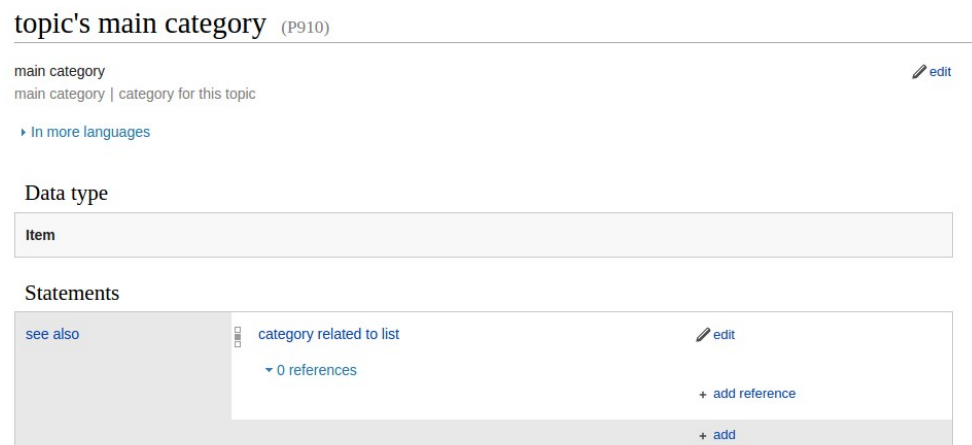 topic's main category (P910)
main category
edit
main category | category for this topic
In more languages
Data type
Item
Statements
see also
category related to list
edit
0 references
+ add reference
+ add